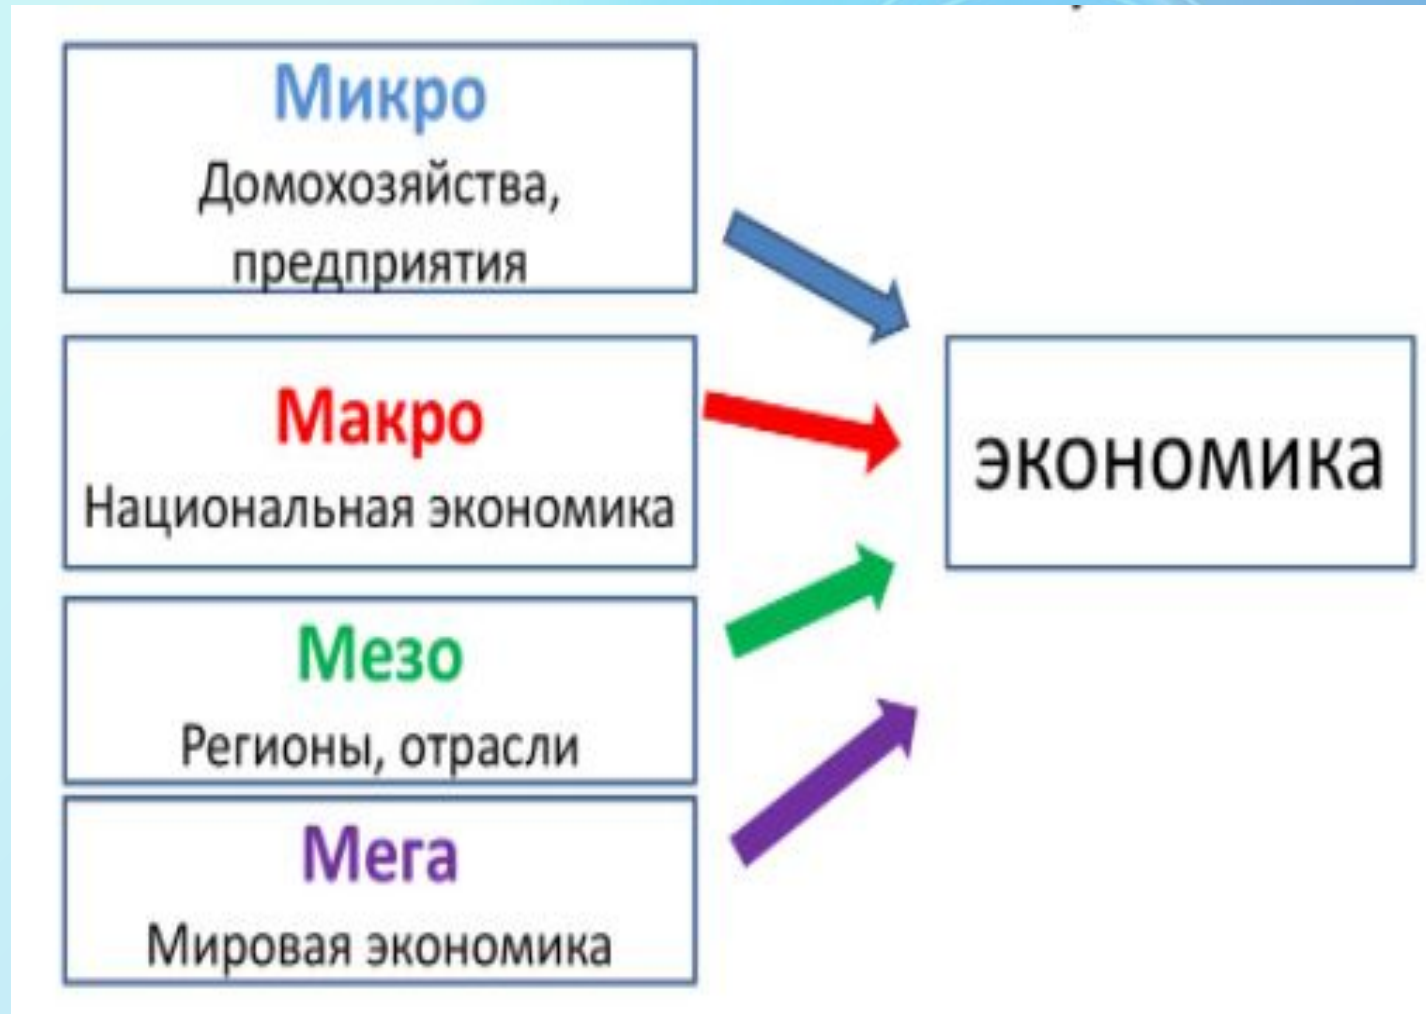 Микро
Домохозяйства,
предприятия
Макро
Национальная экономика
экономика
Мезо
Регионы, отрасли
Мега
Мировая экономика